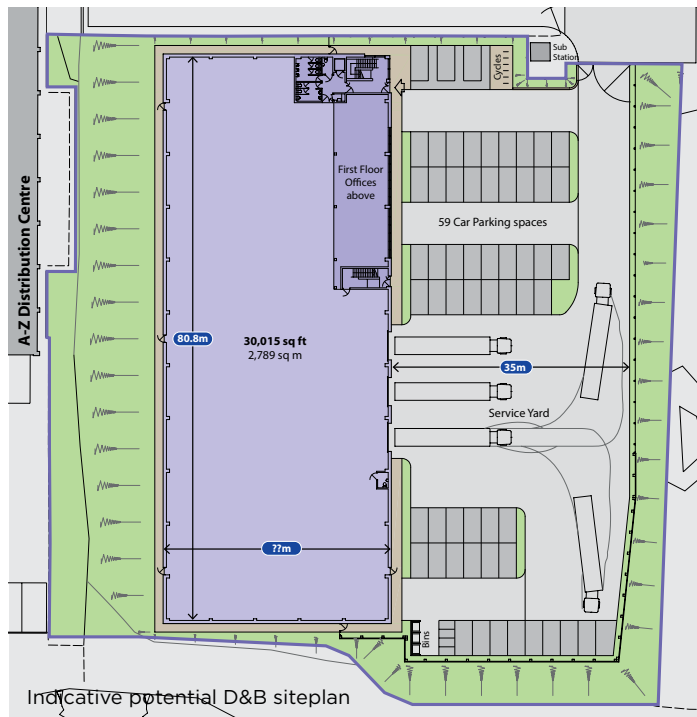 Sub
Station
Cycles
First Floor
Offices
above
59 Car Parking spaces
A-Z Distribution Centre
80.8m
30,015 sq ft
2,789 sq m
35m
Service Yard
??m
Bins
Indicative potential D&B siteplan